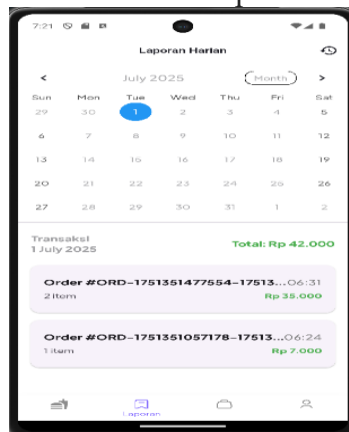 7:21
Laporan Harian
July 2025 Month
Sun Mon Tue Wed Thu Fri Sat
29 30 1 2 3 4 5
6 7 8 9 10 11 12
13 14 15 16 17 18 19
20 21 22 23 24 25 26
27 28 29 30 31 1 2
Transaksi
1 July 2025
Total: Rp 42.000
Order #ORD-1751351477554-17513...06:31
2 item Rp 35.000
Order #ORD-1751351057178-17513...06:24
1 item Rp 7.000
Laporan